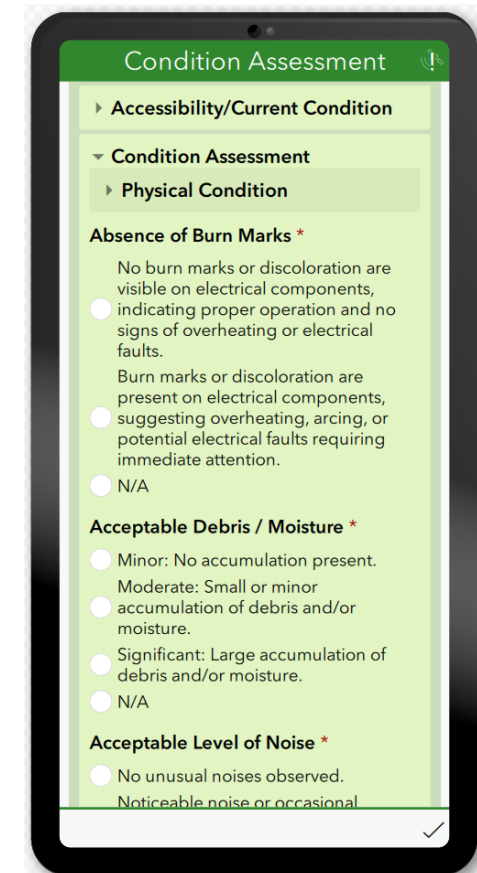 Condition Assessment
Accessibility/Current Condition
Condition Assessment
Physical Condition
Absence of Burn Marks *
No burn marks or discoloration are
visible on electrical components,
indicating proper operation and no
signs of overheating or electrical
faults.
Burn marks or discoloration are
present on electrical components,
suggesting overheating, arcing, or
potential electrical faults requiring
immediate attention.
N/A
Acceptable Debris / Moisture *
Minor: No accumulation present.
Moderate: Small or minor
accumulation of debris and/or
moisture.
Significant: Large accumulation of
debris and/or moisture.
N/A
Acceptable Level of Noise *
No unusual noises observed.
Noticeable noise or occasional